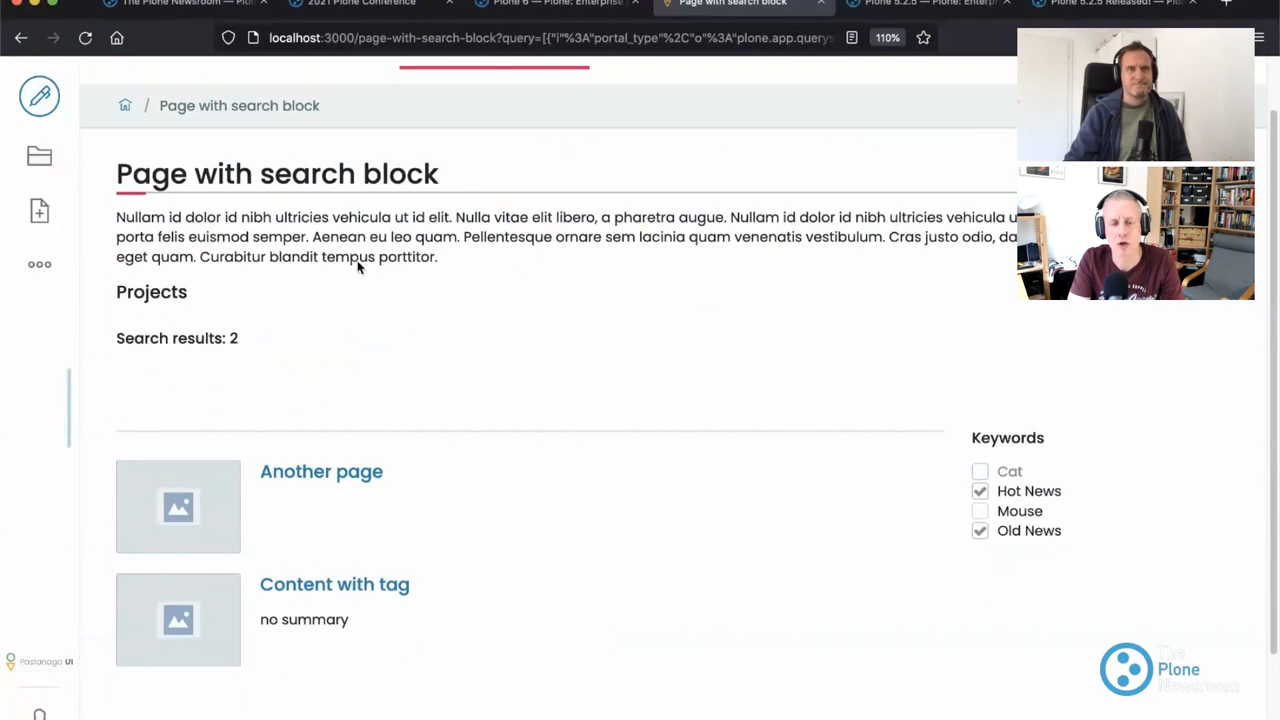 The Plone Newsroom
2021 Plone Conference
Plone 6 – Plone: Enterprise
Page with search block
Plone 5.2.5 – Plone: Enterpr
Plone 5.2.5 Released! –
localhost:3000/page-with-search-block?query=[{"i"%3A"portal_type"%2C"o"%3A"plone.app.querys
110%
Page with search block
Page with search block
Nullam id dolor id nibh ultricies vehicula ut id elit. Nulla vitae elit libero, a pharetra augue. Nullam id dolor id nibh ultricies vehicula u
porta felis euismod semper. Aenean eu leo quam. Pellentesque ornare sem lacinia quam venenatis vestibulum. Cras justo odio, da
eget quam. Curabitur blandit tempus porttitor.
Projects
Search results: 2
Keywords
Another page
Cat
Hot News
Mouse
Old News
Content with tag
no summary
Pastanaga UI
The
Plone
Newsroom